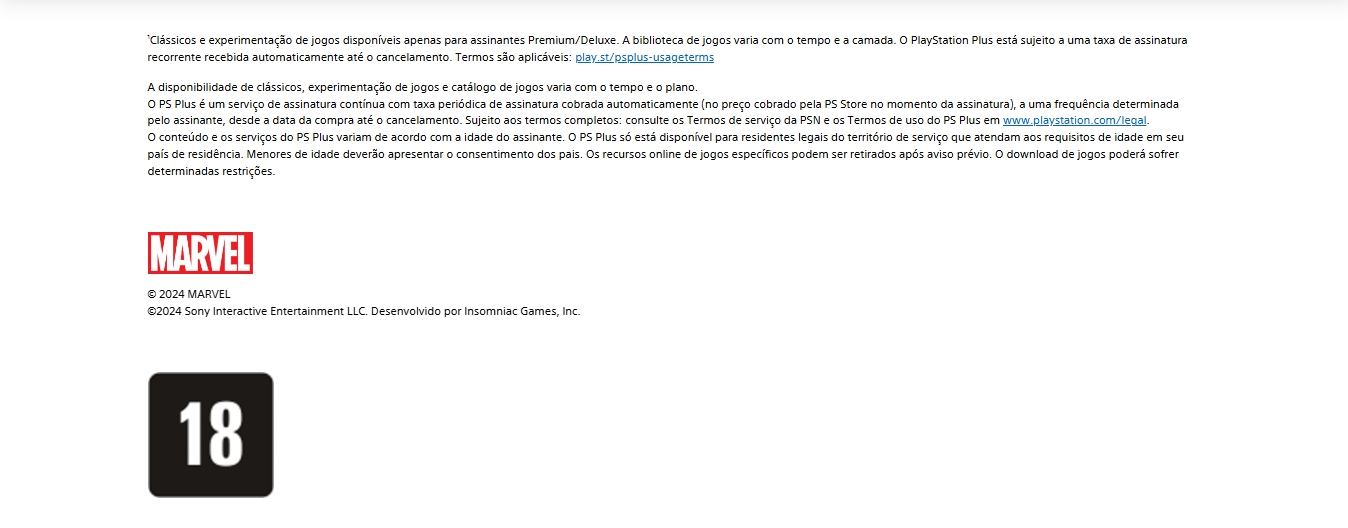 ¹Clássicos e experimentação de jogos disponíveis apenas para assinantes Premium/Deluxe. A biblioteca de jogos varia com o tempo e a camada. O PlayStation Plus está sujeito a uma taxa de assinatura
recorrente recebida automaticamente até o cancelamento. Termos são aplicáveis: play.st/psplus-usageterms
A disponibilidade de clássicos, experimentação de jogos e catálogo de jogos varia com o tempo e o plano.
O PS Plus é um serviço de assinatura contínua com taxa periódica de assinatura cobrada automaticamente (no preço cobrado pela PS Store no momento da assinatura), a uma frequência determinada
pelo assinante, desde a data da compra até o cancelamento. Sujeito aos termos completos: consulte os Termos de serviço da PSN e os Termos de uso do PS Plus em www.playstation.com/legal.
O conteúdo e os serviços do PS Plus variam de acordo com a idade do assinante. O PS Plus só está disponível para residentes legais do território de serviço que atendam aos requisitos de idade em seu
país de residência. Menores de idade deverão apresentar o consentimento dos pais. Os recursos online de jogos específicos podem ser retirados após aviso prévio. O download de jogos poderá sofrer
determinadas restrições.
MARVEL
© 2024 MARVEL
©2024 Sony Interactive Entertainment LLC. Desenvolvido por Insomniac Games, Inc.
18